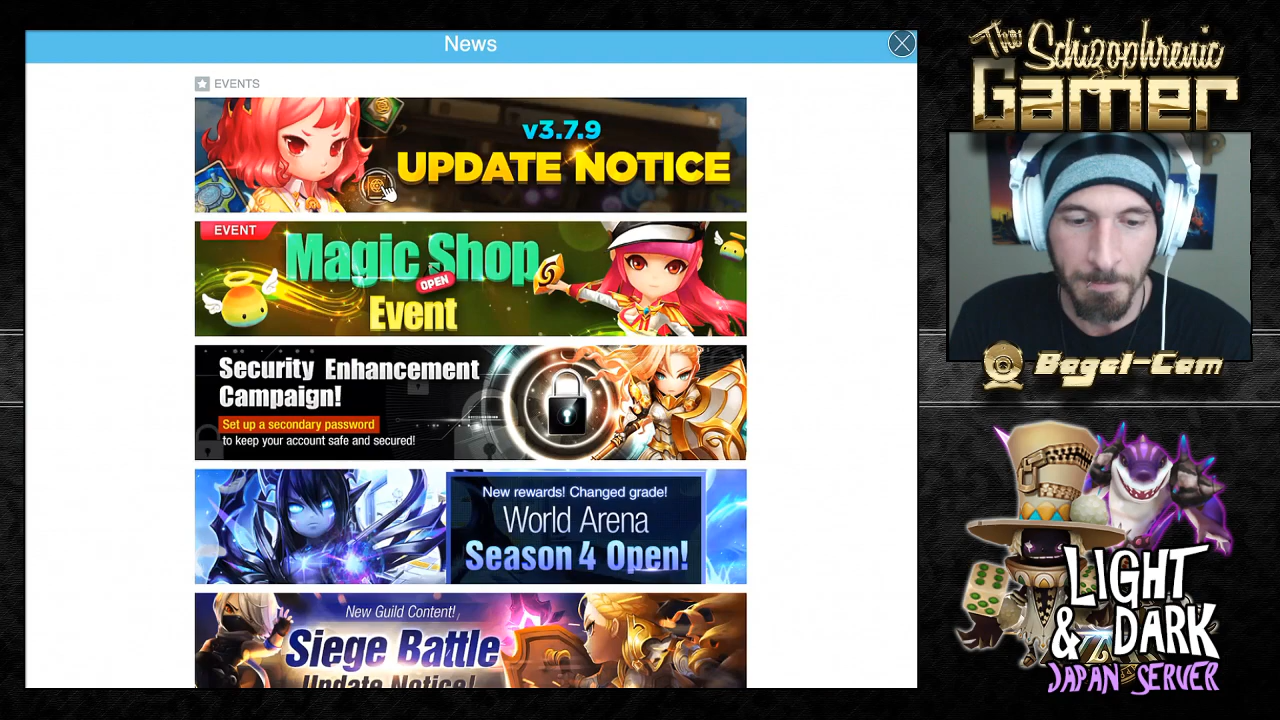 News
EVENTS
v3.7.9
UPDATE NOTICE
EVENT
Magic Shop
OPEN
Event
Security Enhancement
Campaign!
Set up a secondary password
to keep your account safe and secured!
New rewards! Changed grade!
World Arena
Season 4 Open!
New Guild Content!
Siege Battle
Update Notice!
The Schizophrenic
Gamer
Bagel-Cam
LIGHT
& DARK
JAPAN SERVER